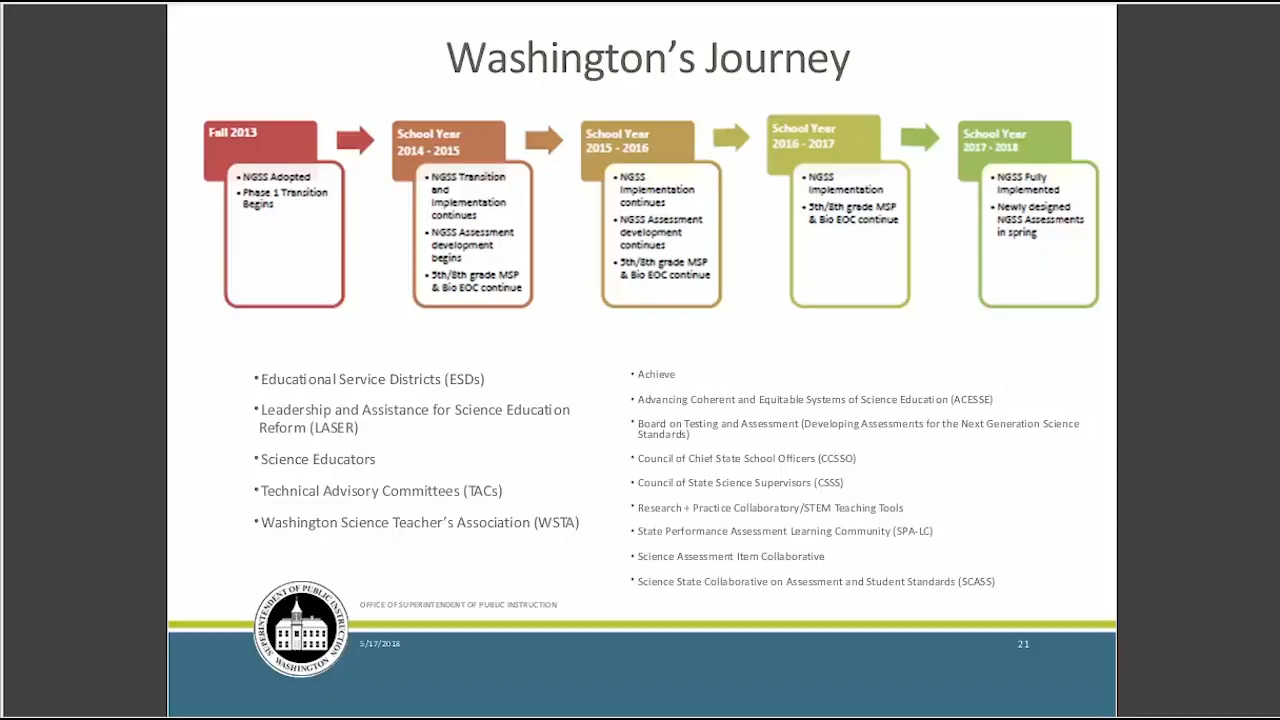 Washington's Journey
Fall 2013
• NGSS Adopted
• Phase 1 Transition
Begins
School Year
2014 - 2015
• NGSS Transition
and
Implementation
continues
• NGSS Assessment
development
begins
• 5th/8th grade MSP
& Bio EOC continue
School Year
2015 - 2016
• NGSS
Implementation
continues
• NGSS Assessment
development
continues
• 5th/8th grade MSP
& Bio EOC continue
School Year
2016 - 2017
• NGSS
Implementation
• 5th/8th grade MSP
& Bio EOC continue
School Year
2017 - 2018
• NGSS Fully
Implemented
• Newly designed
NGSS Assessments
in spring
• Educational Service Districts (ESDs)
• Leadership and Assistance for Science Education
Reform (LASER)
• Science Educators
• Technical Advisory Committees (TACs)
• Washington Science Teacher's Association (WSTA)
• Achieve
• Advancing Coherent and Equitable Systems of Science Education (ACESSE)
• Board on Testing and Assessment (Developing Assessments for the Next Generation Science
Standards)
• Council of Chief State School Officers (CCSSO)
• Council of State Science Supervisors (CSSS)
• Research + Practice Collaboratory/STEM Teaching Tools
• State Performance Assessment Learning Community (SPA-LC)
• Science Assessment Item Collaborative
• Science State Collaborative on Assessment and Student Standards (SCASS)
SUPERINTENDENT OF PUBLIC INSTRUCTION
WASHINGTON
OFFICE OF SUPERINTENDENT OF PUBLIC INSTRUCTION
5/17/2018
21